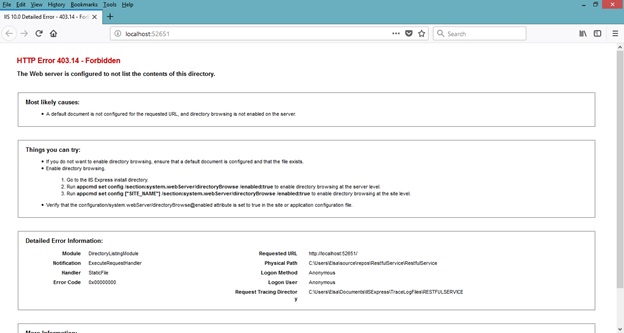 File Edit View History Bookmarks Tools Help
IIS 10.0 Detailed Error - 403.14 - Forb
localhost:52651
Search
HTTP Error 403.14 - Forbidden
The Web server is configured to not list the contents of this directory.
Most likely causes:
A default document is not configured for the requested URL, and directory browsing is not enabled on the server.
Things you can try:
If you do not want to enable directory browsing, ensure that a default document is configured and that the file exists.
Enable directory browsing.
1. Go to the IIS Express install directory.
2. Run appcmd set config /section:system.webServer/directoryBrowse /enabled:true to enable directory browsing at the server level.
3. Run appcmd set config ["SITE_NAME"] /section:system.webServer/directoryBrowse /enabled:true to enable directory browsing at the site level.
Verify that the configuration/system.webServer/directoryBrowse@enabled attribute is set to true in the site or application configuration file.
Detailed Error Information:
Module DirectoryListingModule
Notification ExecuteRequestHandler
Handler StaticFile
Error Code 0x00000000
Requested URL http://localhost:52651/
Physical Path C:\Users\Elsa\source\repos\RestfulService\RestfulService
Logon Method Anonymous
Logon User Anonymous
Request Tracing Director
y C:\Users\Elsa\Documents\IISExpress\TraceLogFiles\RESTFULSERVICE
More Information: